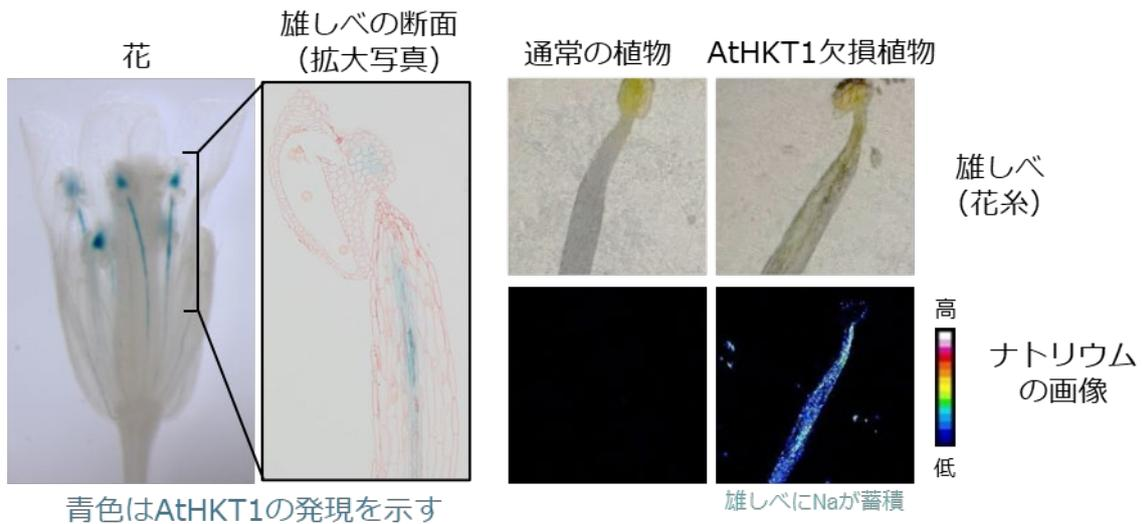 花
雄しべの断面
（拡大写真）
通常の植物
AtHKT1欠損植物
雄しべ
（花糸）
高
低
ナトリウム
の画像
青色はAtHKT1の発現を示す
雄しべにNaが蓄積